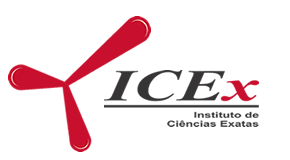 ICEx
Instituto de
Ciências Exatas